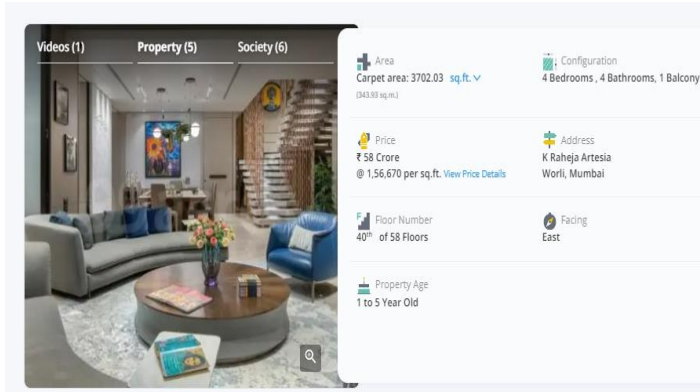 Videos (1) Property (5) Society (6)
Area
Carpet area: 3702.03 sq.ft.
(343.93 sq.m.)
Configuration
4 Bedrooms , 4 Bathrooms, 1 Balcony
Price
₹ 58 Crore
@ 1,56,670 per sq.ft. View Price Details
Address
K Raheja Artesia
Worli, Mumbai
Floor Number
40th of 58 Floors
Facing
East
Property Age
1 to 5 Year Old